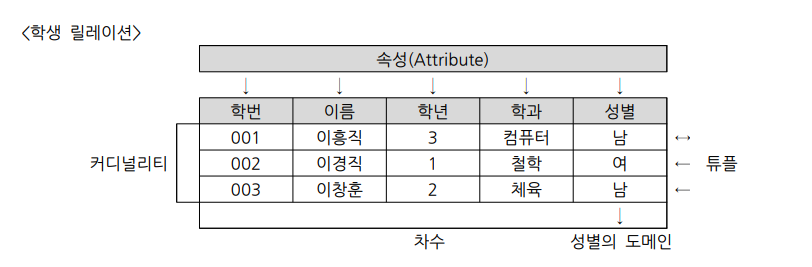 <학생 릴레이션>
속성(Attribute)
학번 이름 학년 학과 성별
001 이흥직 3 컴퓨터 남
커디널리티 002 이경직 1 철학 여 튜플
003 이창훈 2 체육 남
차수 성별의 도메인